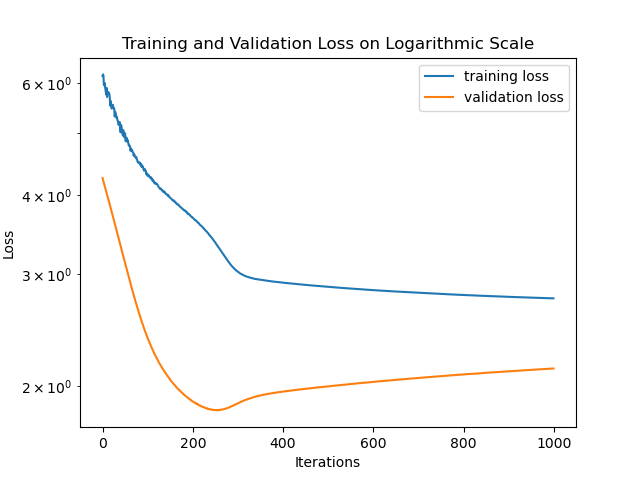 Training and Validation Loss on Logarithmic Scale
training loss
validation loss
6 × 10⁰
4 × 10⁰
3 × 10⁰
2 × 10⁰
Loss
0 200 400 600 800 1000
Iterations